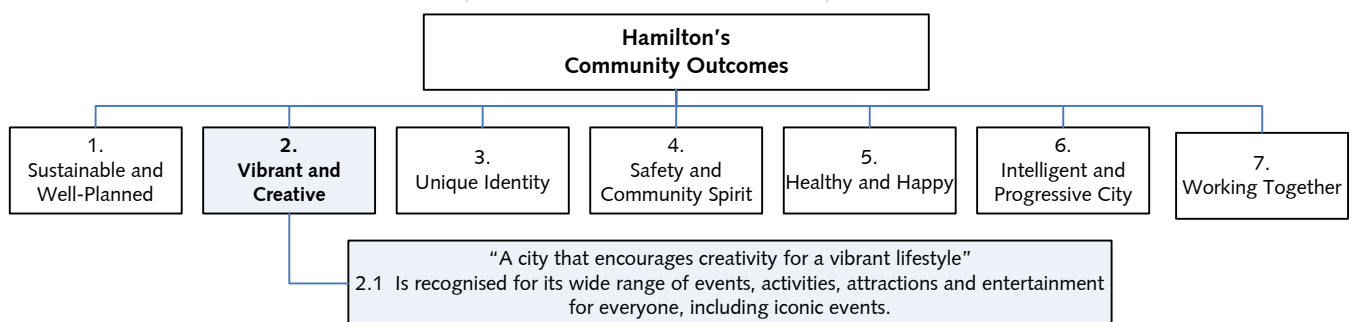 Hamilton’s
Community Outcomes
1.
Sustainable and
Well-Planned
2.
Vibrant and
Creative
3.
Unique Identity
4.
Safety and
Community Spirit
5.
Healthy and Happy
6.
Intelligent and
Progressive City
7.
Working Together
“A city that encourages creativity for a vibrant lifestyle”
2.1 Is recognised for its wide range of events, activities, attractions and entertainment
for everyone, including iconic events.